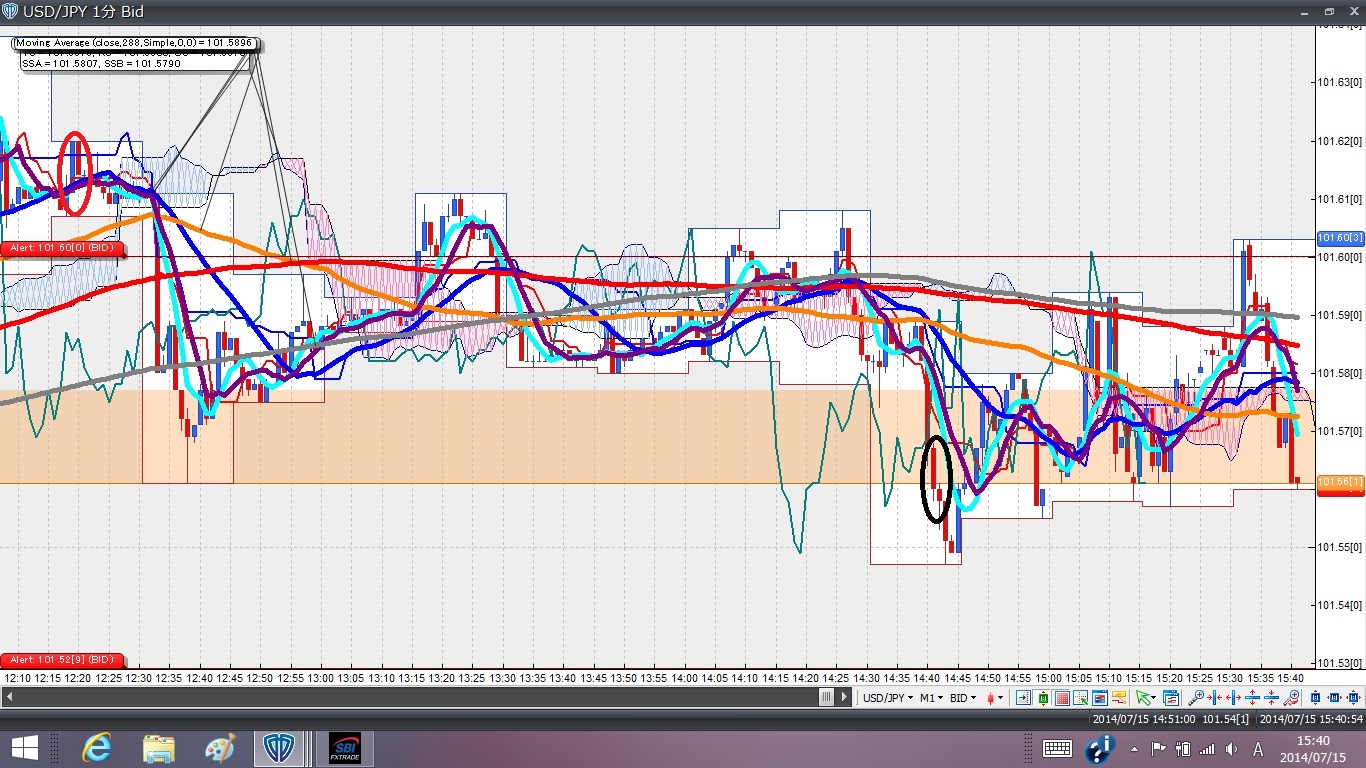 USD/JPY 1分 Bid
Moving Average (close,288,Simple,0,0) = 101.5896
SSA = 101.5807, SSB = 101.5790
101.63[0]
101.62[0]
101.61[0]
101.60[3]
Alert: 101.60[0] (BID)
101.60[0]
101.59[0]
101.58[0]
101.57[0]
101.56[1]
101.55[0]
101.54[0]
Alert: 101.52[9] (BID)
101.53[0]
12:10 12:15 12:20 12:25 12:30 12:35 12:40 12:45 12:50 12:55 13:00 13:05 13:10 13:15 13:20 13:25 13:30 13:35 13:40 13:45 13:50 13:55 14:00 14:05 14:10 14:15 14:20 14:25 14:30 14:35 14:40 14:45 14:50 14:55 15:00 15:05 15:10 15:15 15:20 15:25 15:30 15:35 15:40
USD/JPY M1 BID
2014/07/15 14:51:00 101.54[1] 2014/07/15 15:40:54
SBI
FXTRADE
A
15:40
2014/07/15